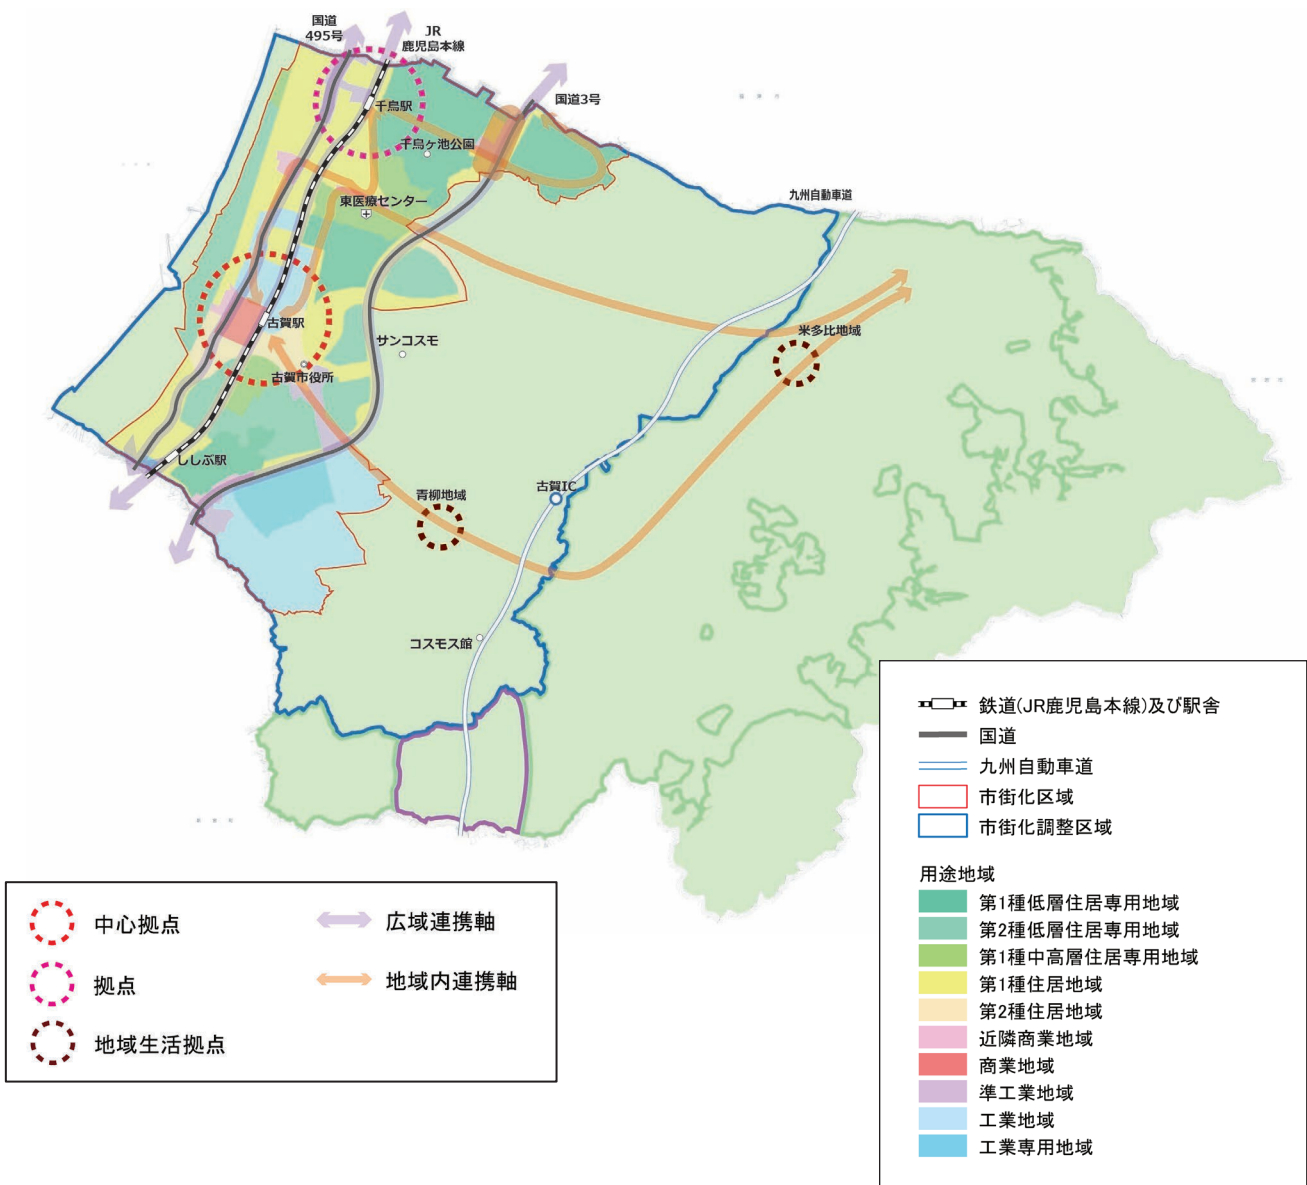 国道
495号
JR
鹿児島本線
国道3号
千鳥駅
千鳥ヶ池公園
東医療センター
九州自動車道
古賀駅
サンコスモ
米多比地域
古賀市役所
ししぶ駅
青柳地域
古賀IC
コスモス館
鉄道(JR鹿児島本線)及び駅舎
国道
九州自動車道
市街化区域
市街化調整区域
用途地域
第1種低層住居専用地域
第2種低層住居専用地域
第1種中高層住居専用地域
第1種住居地域
第2種住居地域
近隣商業地域
商業地域
準工業地域
工業地域
工業専用地域
中心拠点
広域連携軸
拠点
地域内連携軸
地域生活拠点